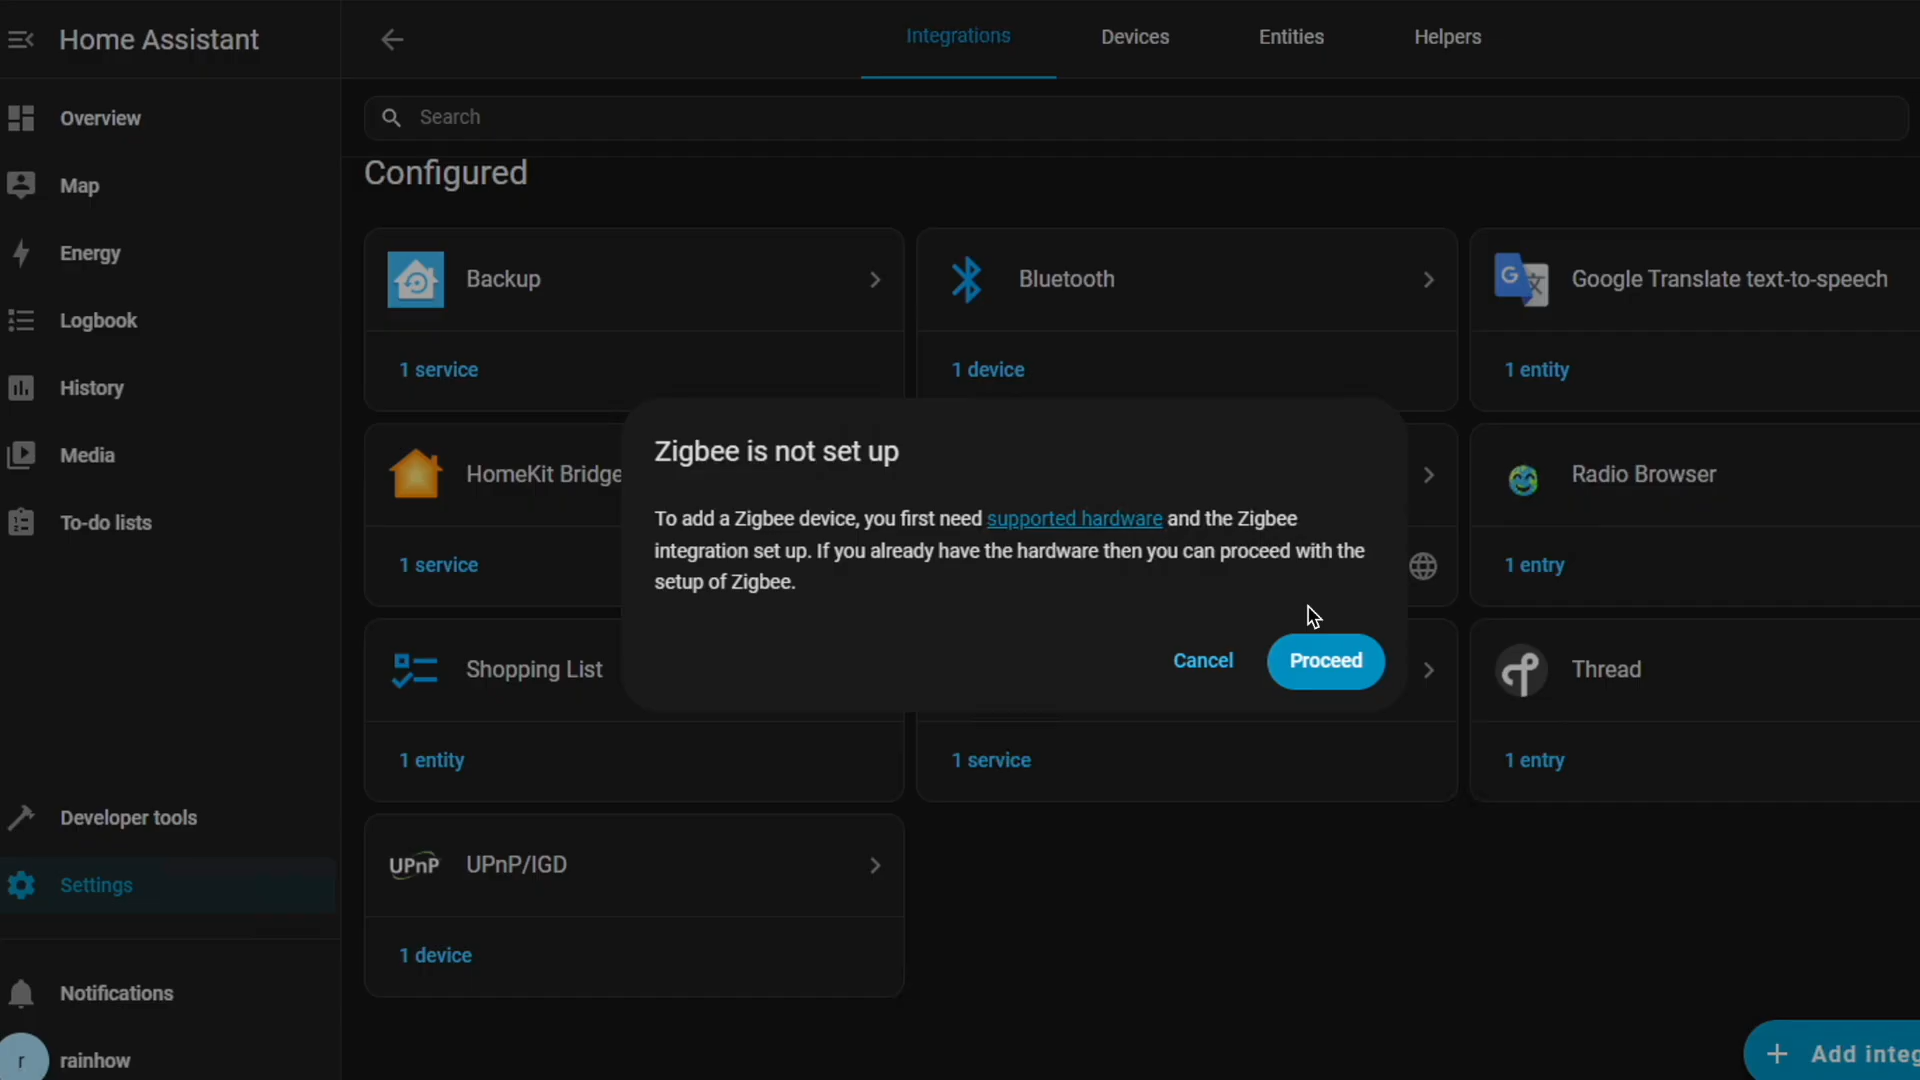 Home Assistant
Integrations
Devices
Entities
Helpers
Overview
Map
Energy
Logbook
History
Media
To-do lists
Developer tools
Settings
Notifications
r
rainhow
Search
Configured
Backup
1 service
Bluetooth
1 device
G
Google Translate text-to-speech
1 entity
HomeKit Bridge
1 service
Radio Browser
1 entry
Zigbee is not set up
To add a Zigbee device, you first need supported hardware and the Zigbee
integration set up. If you already have the hardware then you can proceed with the
setup of Zigbee.
Cancel
Proceed
Shopping List
1 entity
1 service
Thread
1 entry
UPnP
UPnP/IGD
1 device
+ Add integ